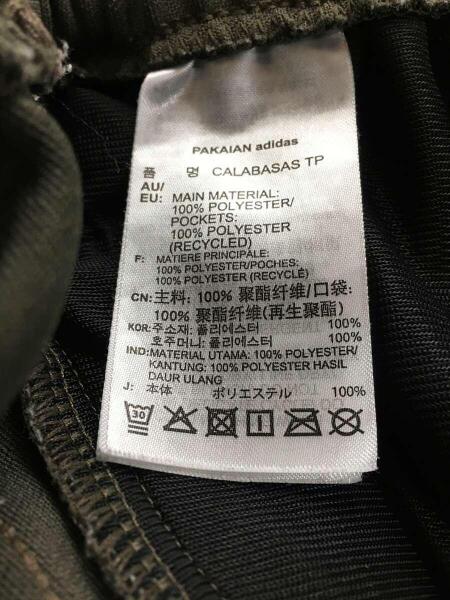 PAKAIAN adidas
품 명 CALABASAS TP
AU/
EU: MAIN MATERIAL:
100% POLYESTER/
POCKETS:
100% POLYESTER
(RECYCLED)
F: MATIERE PRINCIPALE:
100% POLYESTER/POCHES:
100% POLYESTER (RECYCLÉ)
CN: 主料: 100% 聚酯纤维/口袋:
100% 聚酯纤维(再生聚酯)
KOR: 주소재: 폴리에스터 100%
호주머니: 폴리에스터 100%
IND: MATERIAL UTAMA: 100% POLYESTER/
KANTUNG: 100% POLYESTER HASIL
DAUR ULANG
J: 本体 ポリエステル 100%
30